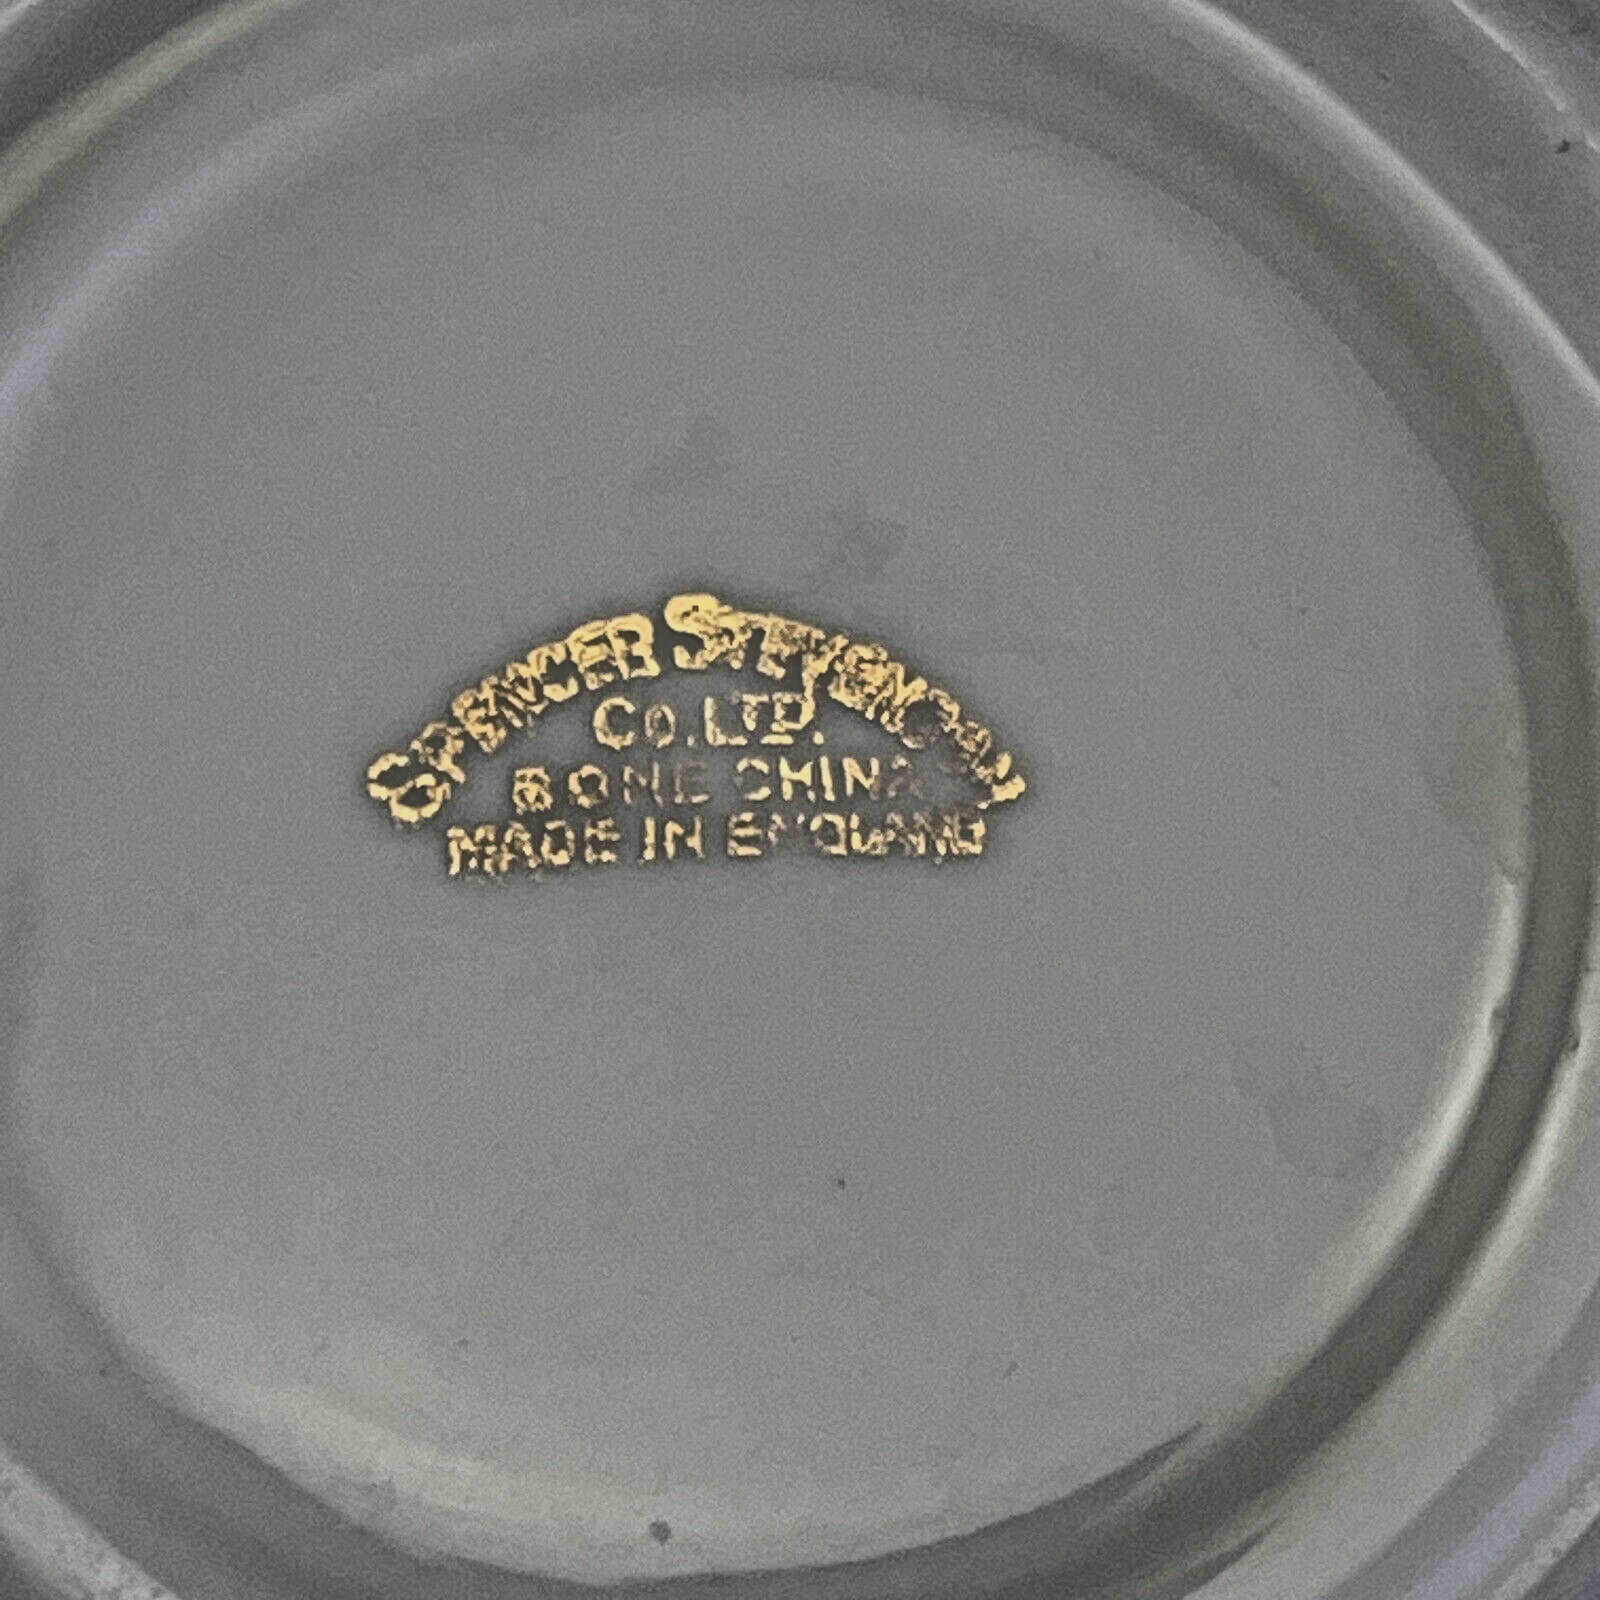 SPENCER STEVENSON
CO. LTD.
BONE CHINA
MADE IN ENGLAND